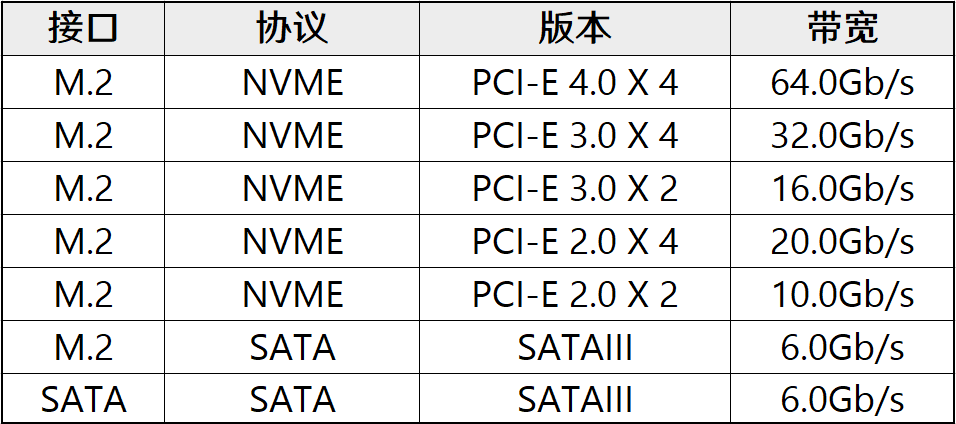 接口 协议 版本 带宽
M.2 NVME PCI-E 4.0 X 4 64.0Gb/s
M.2 NVME PCI-E 3.0 X 4 32.0Gb/s
M.2 NVME PCI-E 3.0 X 2 16.0Gb/s
M.2 NVME PCI-E 2.0 X 4 20.0Gb/s
M.2 NVME PCI-E 2.0 X 2 10.0Gb/s
M.2 SATA SATAIII 6.0Gb/s
SATA SATA SATAIII 6.0Gb/s